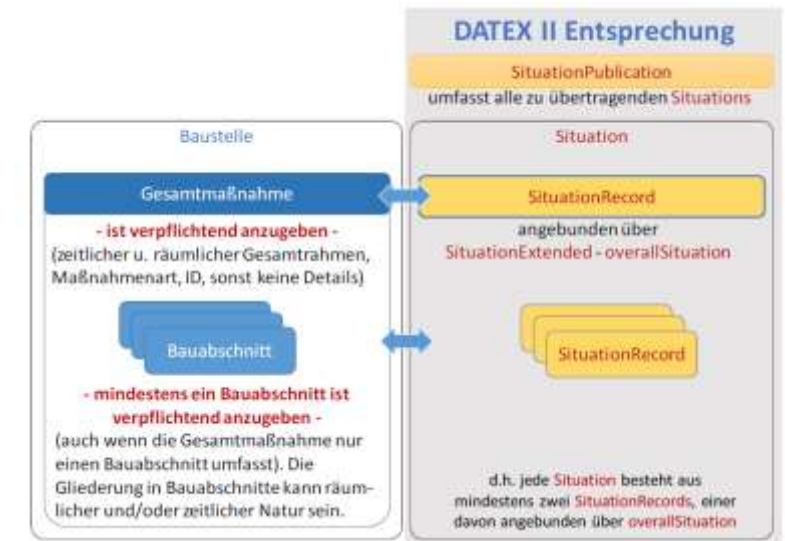 DATEX II Entsprechung
SituationPublication
umfasst alle zu übertragenden Situations
Baustelle
Gesamtmaßnahme
- ist verpflichtend anzugeben -
(zeitlicher u. räumlicher Gesamtrahmen,
Maßnahmenart, ID, sonst keine Details)
Bauabschnitt
- mindestens ein Bauabschnitt ist
verpflichtend anzugeben -
(auch wenn die Gesamtmaßnahme nur
einen Bauabschnitt umfasst). Die
Gliederung in Bauabschnitte kann räum-
licher und/oder zeitlicher Natur sein.
Situation
SituationRecord
angebunden über
SituationExtended - overallSituation
SituationRecord
d.h. jede Situation besteht aus
mindestens zwei SituationRecords, einer
davon angebunden über overallSituation